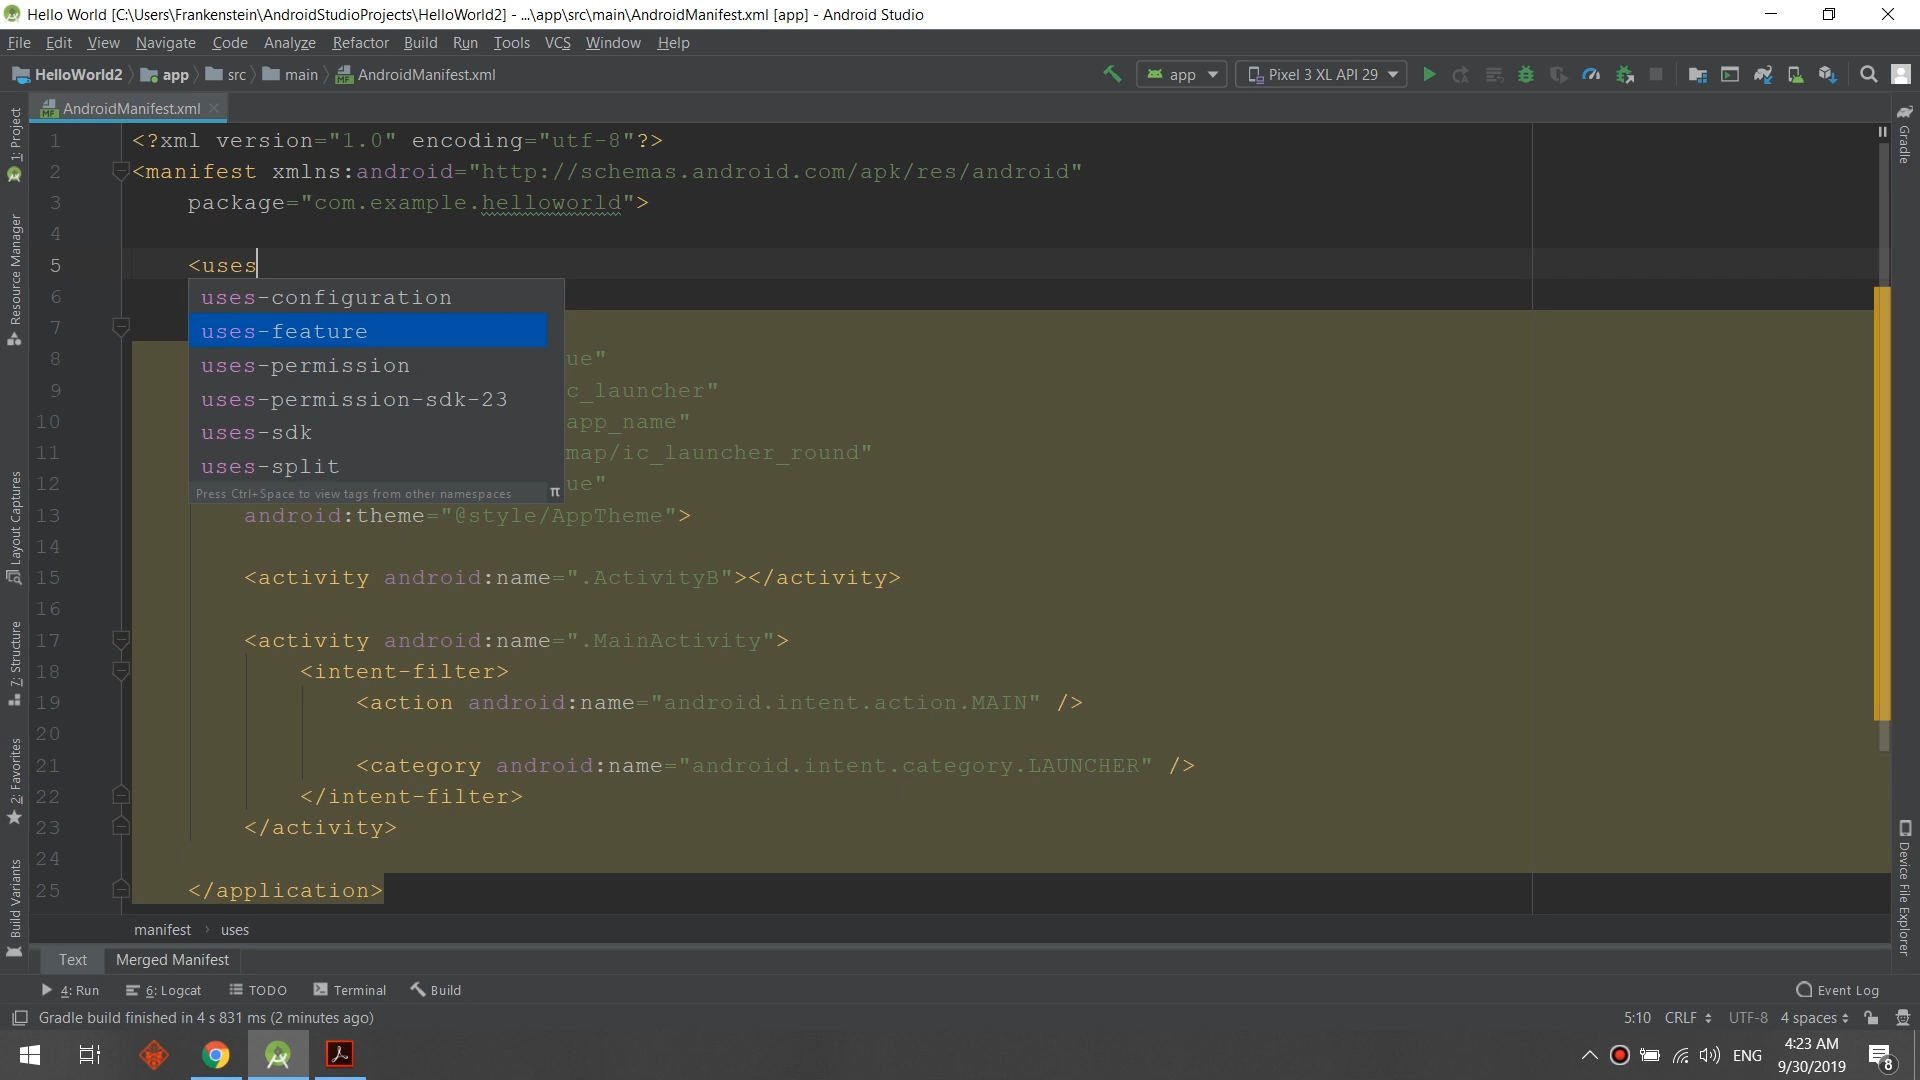 Hello World [C:\Users\Frankenstein\AndroidStudioProjects\HelloWorld2] - ...\app\src\main\AndroidManifest.xml [app] - Android Studio
File Edit View Navigate Code Analyze Refactor Build Run Tools VCS Window Help
HelloWorld2 app src main AndroidManifest.xml app Pixel 3 XL API 29
AndroidManifest.xml
1: Project
Resource Manager
Layout Captures
7: Structure
2: Favorites
Build Variants
1 <?xml version="1.0" encoding="utf-8"?>
2 <manifest xmlns:android="http://schemas.android.com/apk/res/android"
3 package="com.example.helloworld">
4
5 <uses
6 uses-configuration
7 uses-feature
8 uses-permission ue"
9 uses-permission-sdk-23 c_launcher"
10 uses-sdk app_name"
11 uses-split map/ic_launcher_round"
12 Press Ctrl+Space to view tags from other namespaces π ue"
13 android:theme="@style/AppTheme">
14
15 <activity android:name=".ActivityB"></activity>
16
17 <activity android:name=".MainActivity">
18 <intent-filter>
19 <action android:name="android.intent.action.MAIN" />
20
21 <category android:name="android.intent.category.LAUNCHER" />
22 </intent-filter>
23 </activity>
24
25 </application>
Gradle
Device File Explorer
manifest › uses
Text Merged Manifest
4: Run 6: Logcat TODO Terminal Build Event Log
Gradle build finished in 4 s 831 ms (2 minutes ago) 5:10 CRLF UTF-8 4 spaces
ENG 4:23 AM
9/30/2019 8